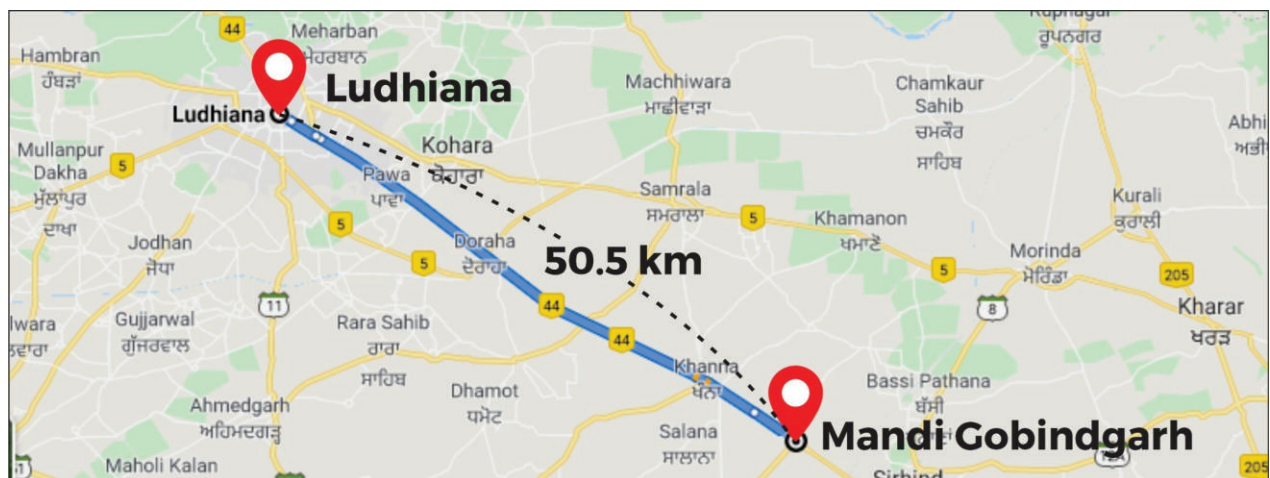 44
Meharban
ਮੇਹਰਬਾਨ
Hambran
ਹੰਬੜਾਂ
Ludhiana
Ludhiana
Machhiwara
ਮਾਛੀਵਾੜਾ
Chamkaur
Sahib
ਚਮਕੌਰ
ਸਾਹਿਬ
ਰੂਪਨਗਰ
Abhi
Mullanpur
Dakha
ਮੁੱਲਾਂਪੁਰ
ਦਾਖਾ
5
Kohara
ਕੋਹਾਰਾ
Pawa
ਪਾਵਾ
Samrala
ਸਮਰਾਲਾ
5
Khamanon
ਖਮਾਣੋਂ
Kurali
ਕੁਰਾਲੀ
5
Jodhan
ਜੋਧਾਂ
Doraha
ਦੋਰਾਹਾ
5
50.5 km
Morinda
ਮੋਰਿੰਡਾ
5
205
11
44
8
Kharar
ਖਰੜ
lwara
ਲਵਾਰਾ
Gujjarwal
ਗੁੱਜਰਵਾਲ
Rara Sahib
ਰਾਰਾ
ਸਾਹਿਬ
44
Khanna
ਖੰਨਾ
Dhamot
ਧਮੋਟ
Bassi Pathana
ਬੱਸੀ
Ahmedgarh
ਅਹਿਮਦਗੜ੍ਹ
Salana
ਸਾਲਾਨਾ
Mandi Gobindgarh
Maholi Kalan
205